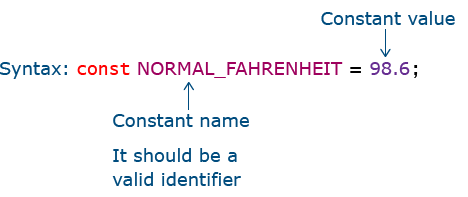 Constant value
Syntax: const NORMAL_FAHRENHEIT = 98.6;
Constant name
It should be a
valid identifier